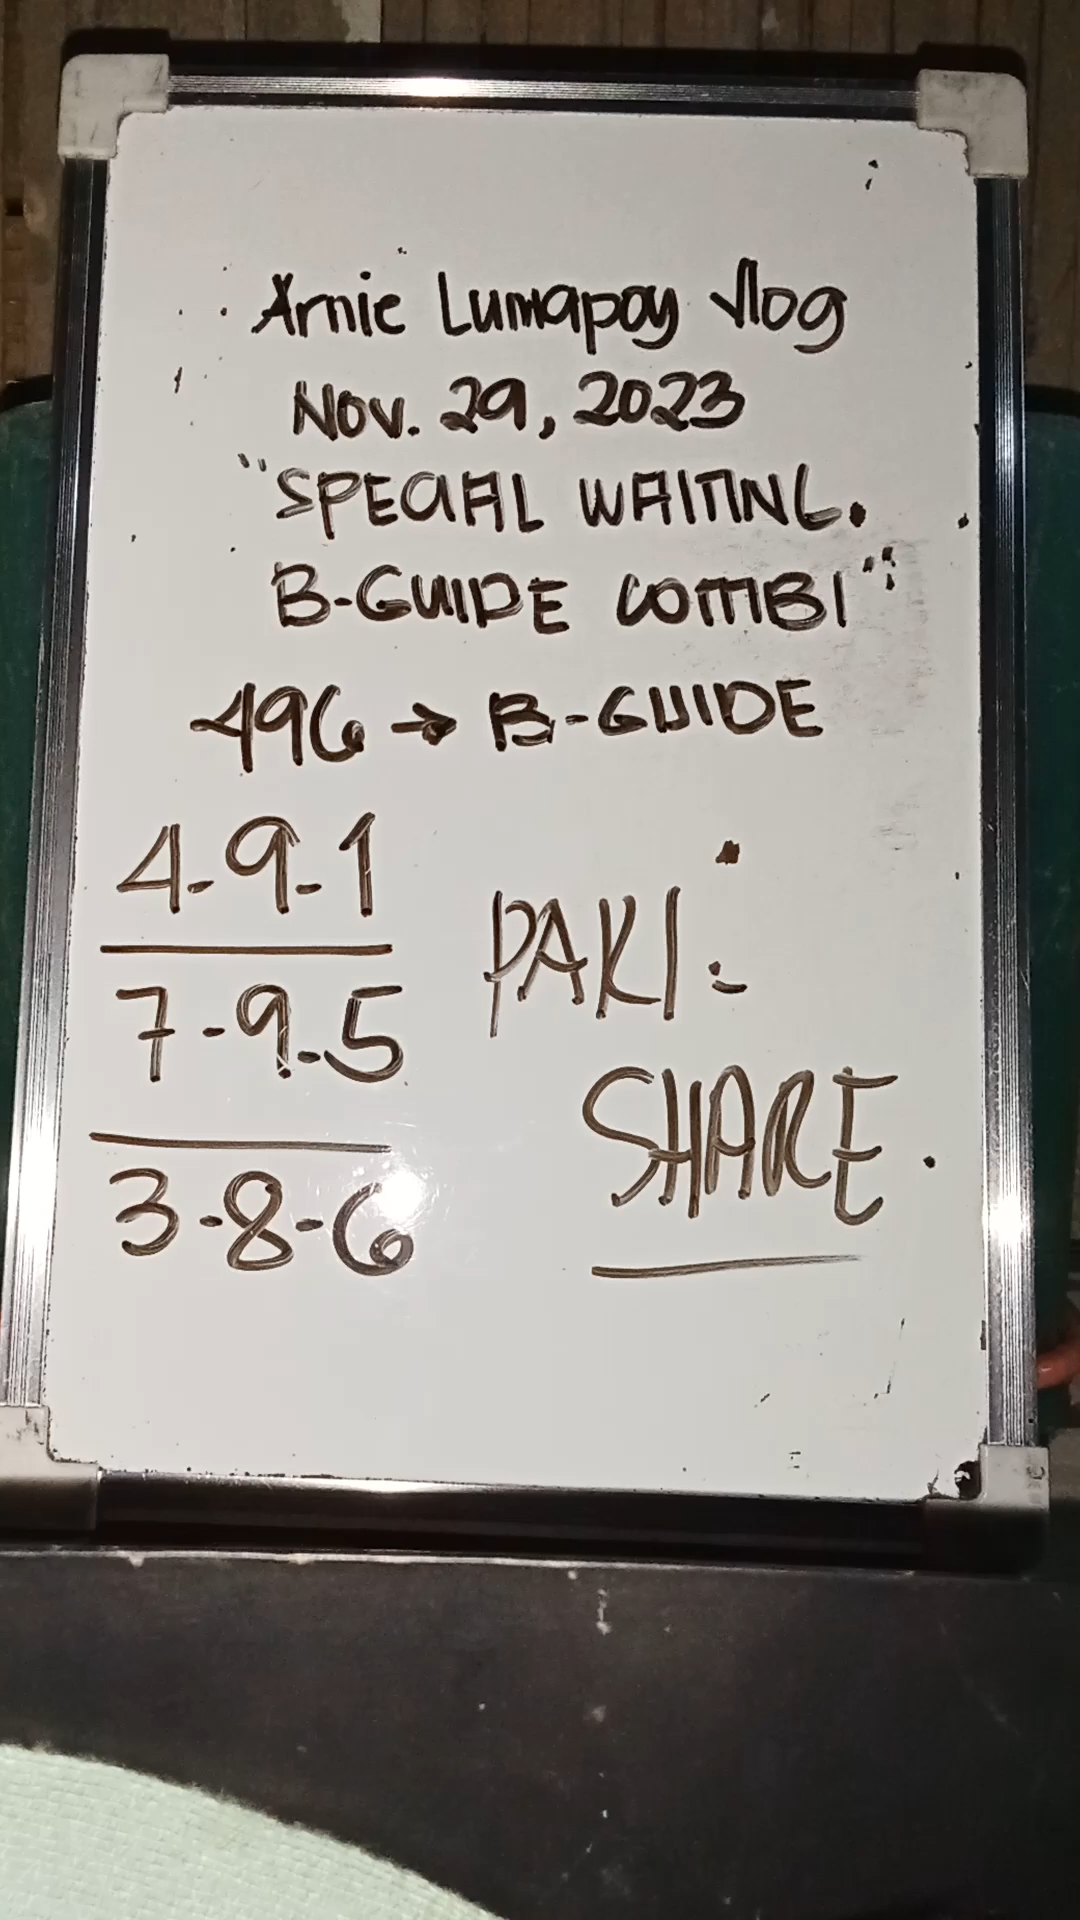 Arnie Lumapoy Vlog
Nov. 29, 2023
"SPECIAL WAITING.
B-GUIDE COMBI"
496 → B-GUIDE
4-9-1
7-9-5
3-8-6
PAKI-
SHARE.